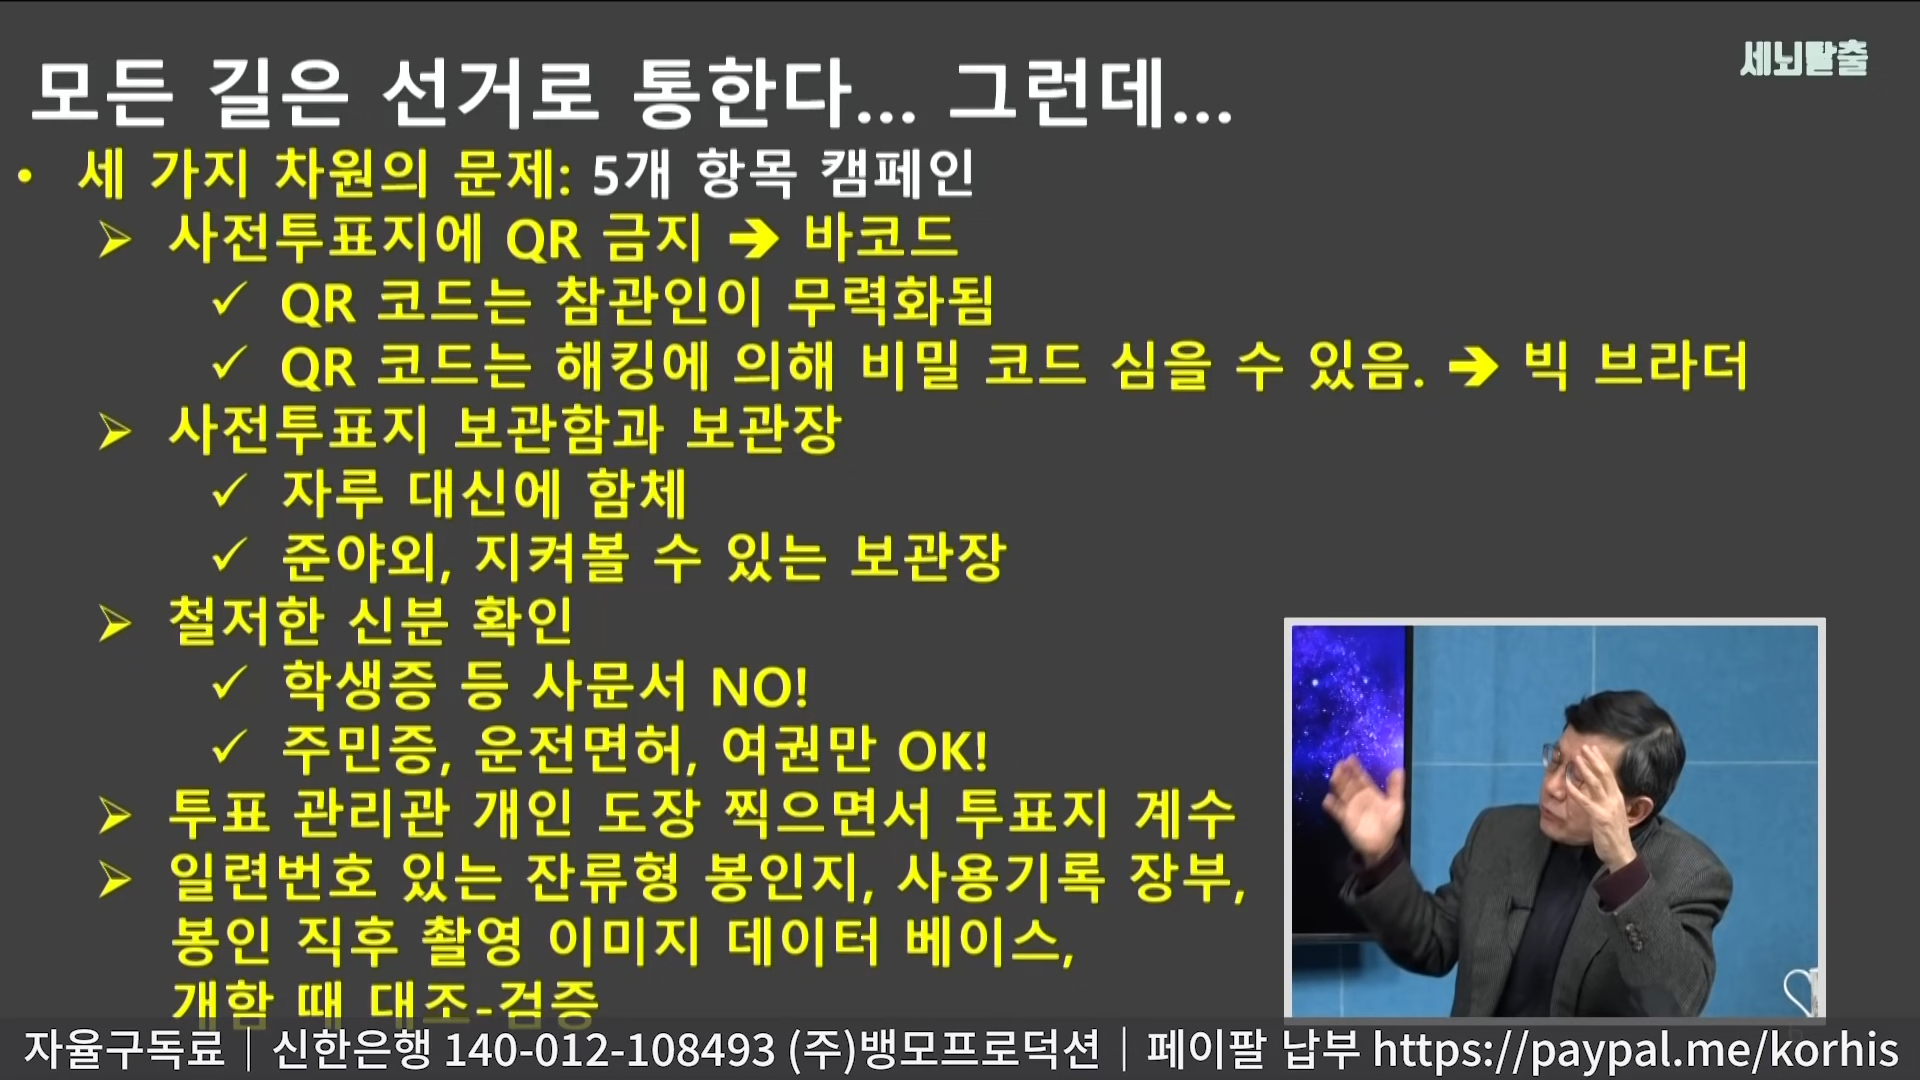 세뇌탈출
모든 길은 선거로 통한다... 그런데...
• 세 가지 차원의 문제: 5개 항목 캠페인
➢ 사전투표지에 QR 금지 ➔ 바코드
✓ QR 코드는 참관인이 무력화됨
✓ QR 코드는 해킹에 의해 비밀 코드 심을 수 있음. ➔ 빅 브라더
➢ 사전투표지 보관함과 보관장
✓ 자루 대신에 함체
✓ 준야외, 지켜볼 수 있는 보관장
➢ 철저한 신분 확인
✓ 학생증 등 사문서 NO!
✓ 주민증, 운전면허, 여권만 OK!
➢ 투표 관리관 개인 도장 찍으면서 투표지 계수
➢ 일련번호 있는 잔류형 봉인지, 사용기록 장부,
봉인 직후 촬영 이미지 데이터 베이스,
개함 때 대조-검증
자율구독료｜신한은행 140-012-108493 (주)뱅모프로덕션｜페이팔 납부 https://paypal.me/korhis